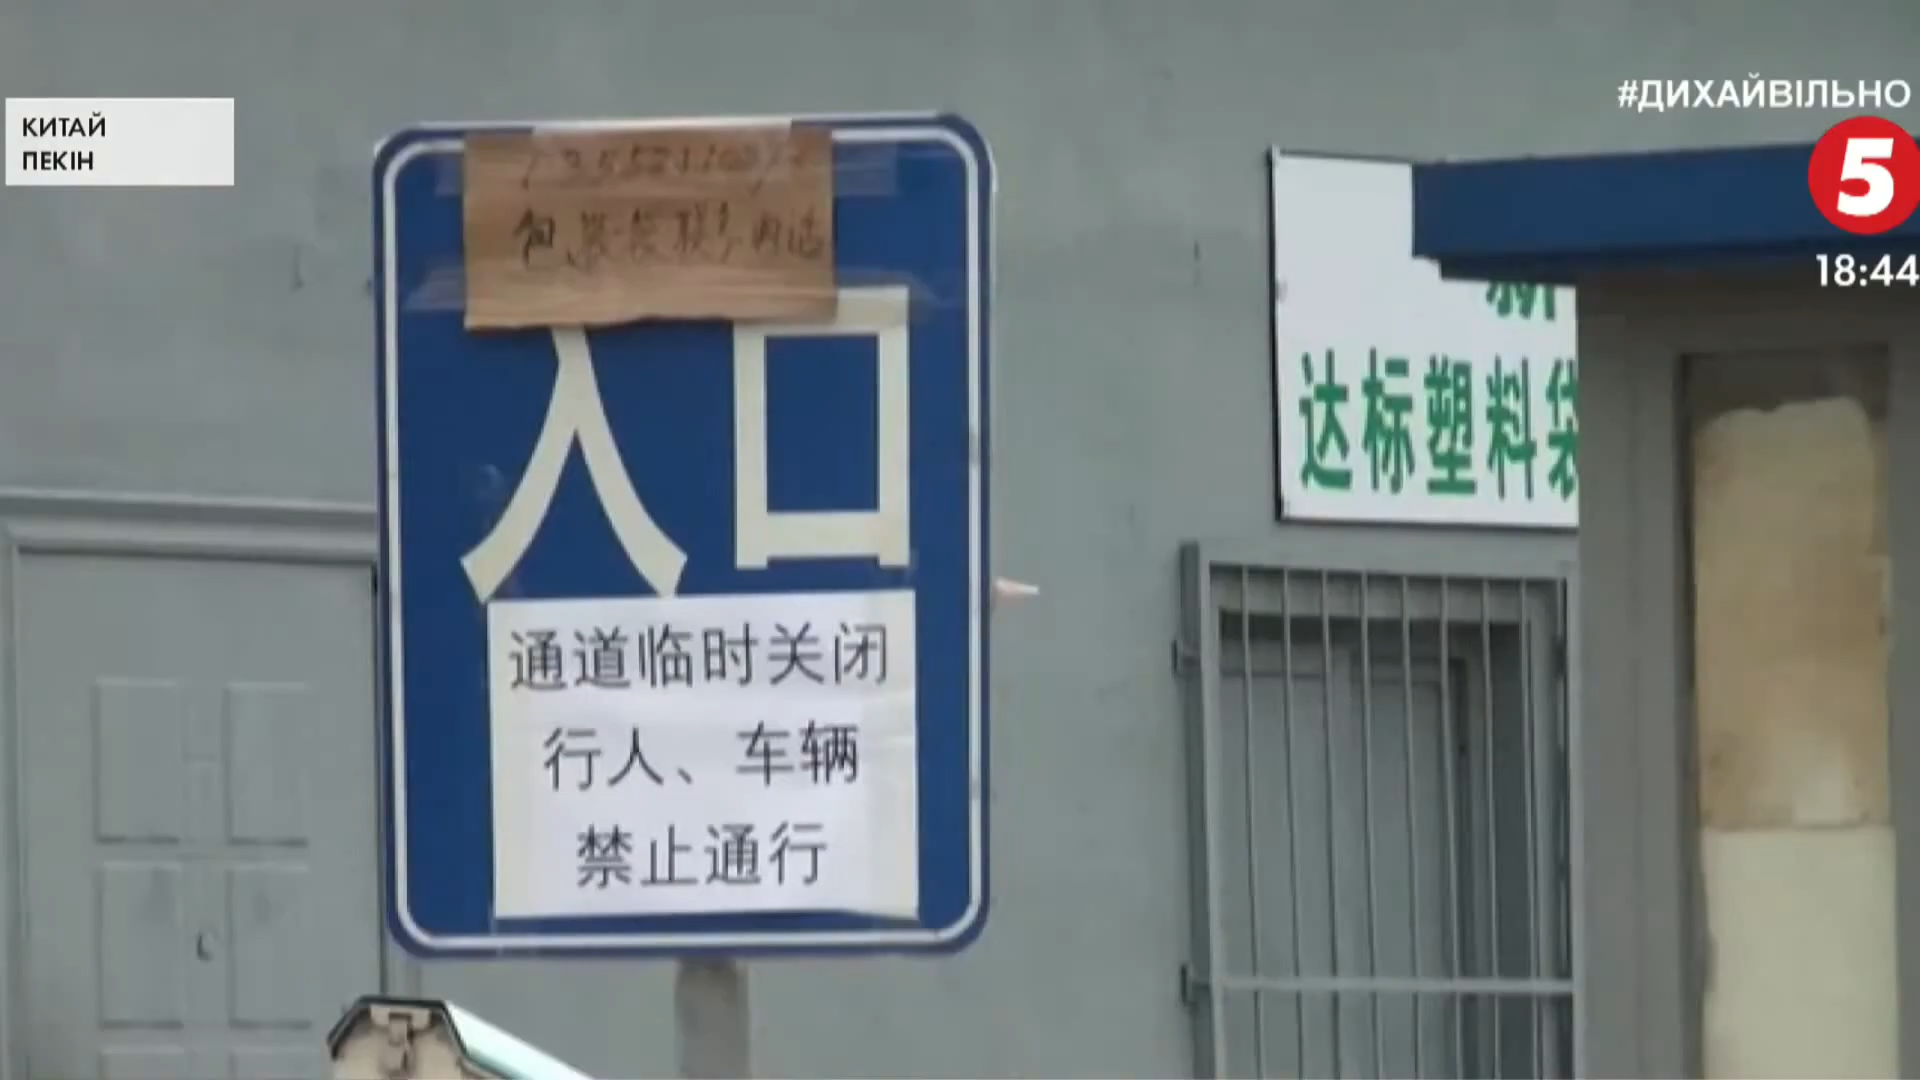 КИТАЙ
ПЕКІН
#ДИХАЙВІЛЬНО
5
18:44
入口
通道临时关闭
行人、车辆
禁止通行
达标塑料袋